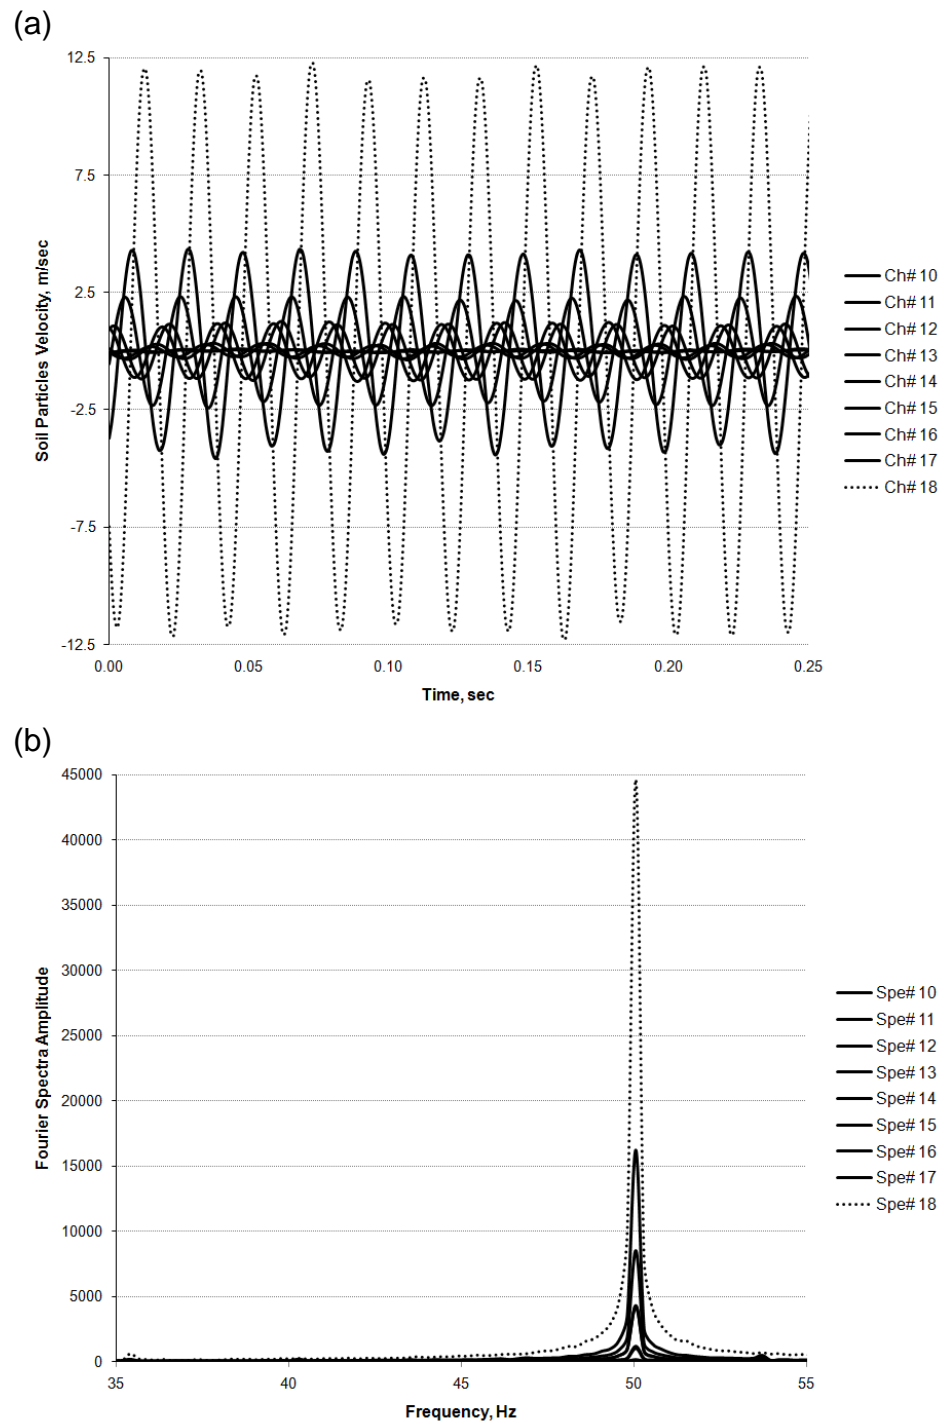 (a)
12.5
7.5
2.5
-2.5
-7.5
-12.5
Soil Particles Velocity, m/sec
0.00 0.05 0.10 0.15 0.20 0.25
Time, sec
Ch# 10
Ch# 11
Ch# 12
Ch# 13
Ch# 14
Ch# 15
Ch# 16
Ch# 17
Ch# 18
(b)
45000
40000
35000
30000
25000
20000
15000
10000
5000
0
Fourier Spectra Amplitude
35 40 45 50 55
Frequency, Hz
Spe# 10
Spe# 11
Spe# 12
Spe# 13
Spe# 14
Spe# 15
Spe# 16
Spe# 17
Spe# 18